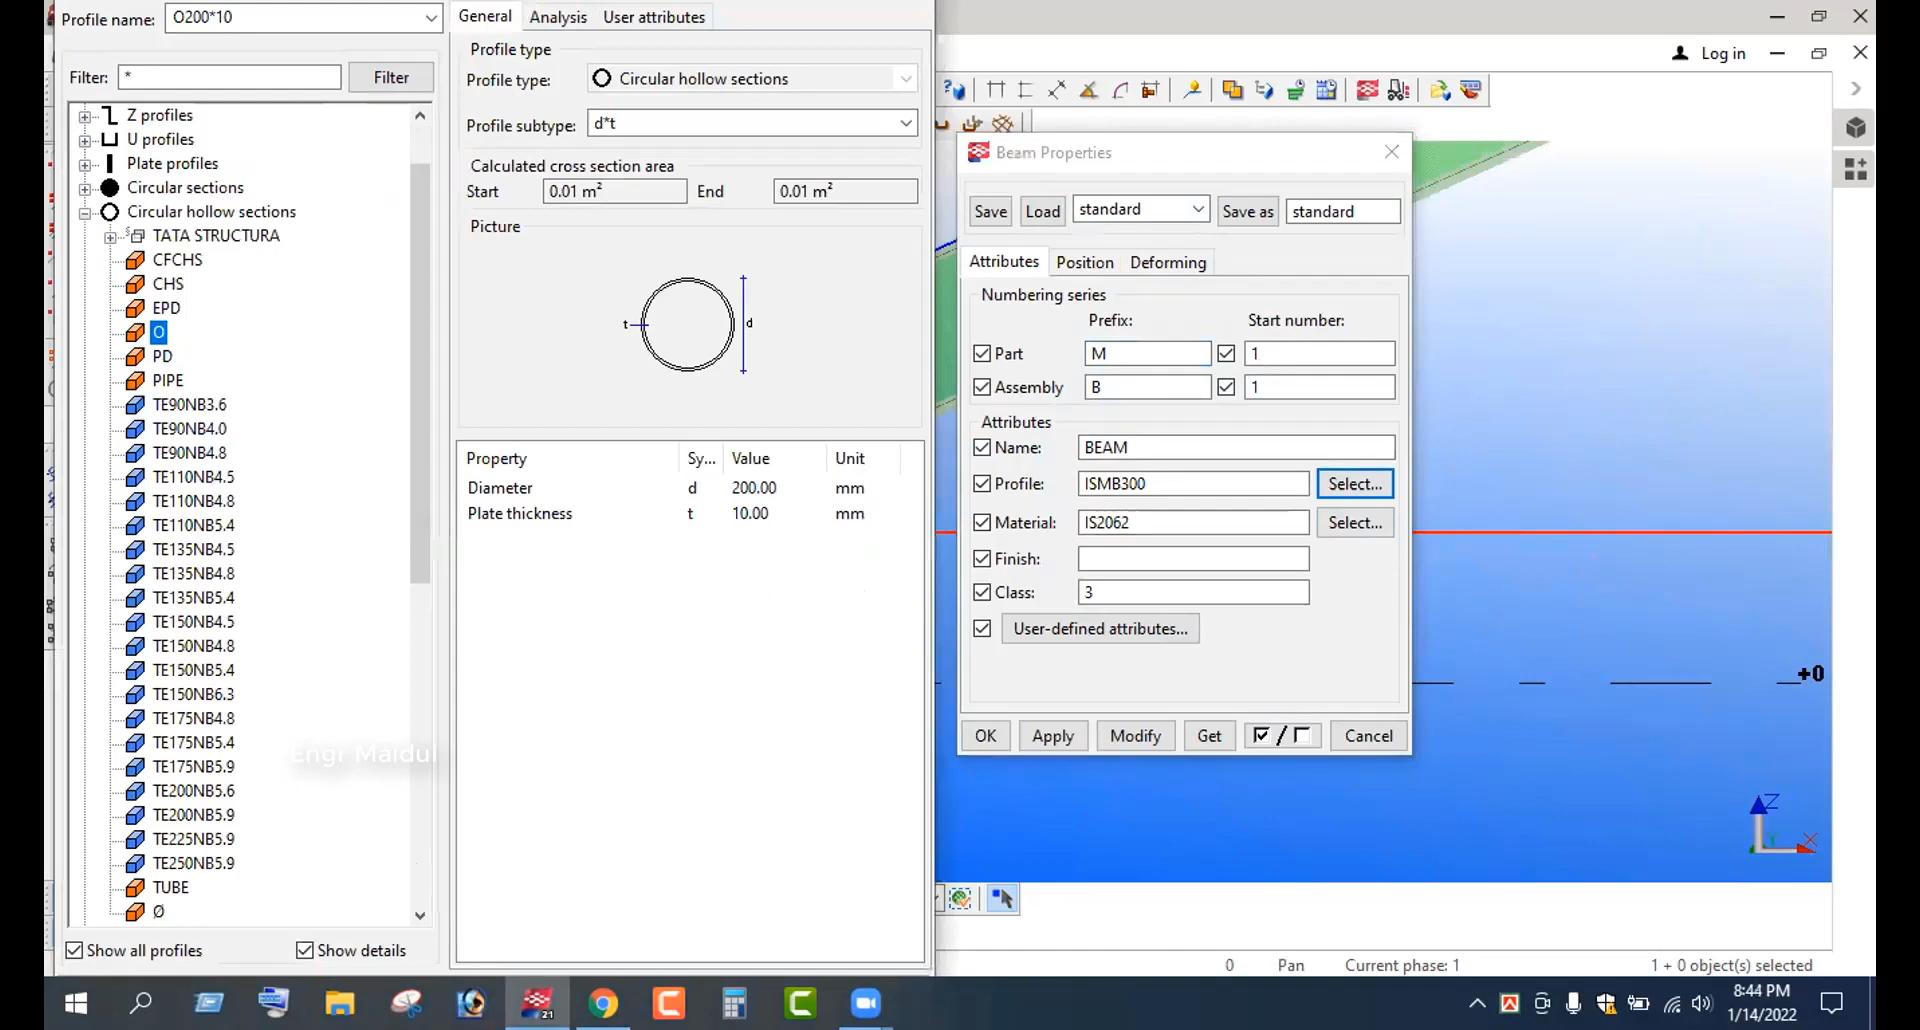 Profile name: O200*10
Filter: * Filter
Z profiles
U profiles
Plate profiles
Circular sections
Circular hollow sections
TATA STRUCTURA
CFCHS
CHS
EPD
O
PD
PIPE
TE90NB3.6
TE90NB4.0
TE90NB4.8
TE110NB4.5
TE110NB4.8
TE110NB5.4
TE135NB4.5
TE135NB4.8
TE135NB5.4
TE150NB4.5
TE150NB4.8
TE150NB5.4
TE150NB6.3
TE175NB4.8
TE175NB5.4
TE175NB5.9
TE200NB5.6
TE200NB5.9
TE225NB5.9
TE250NB5.9
TUBE
Ø
Show all profiles Show details
Engr Maidul
General Analysis User attributes
Profile type
Profile type: Circular hollow sections
Profile subtype: d*t
Calculated cross section area
Start 0.01 m² End 0.01 m²
Picture
t d
Property Sy... Value Unit
Diameter d 200.00 mm
Plate thickness t 10.00 mm
Log in
Beam Properties
Save Load standard Save as standard
Attributes Position Deforming
Numbering series
Prefix: Start number:
Part M 1
Assembly B 1
Attributes
Name: BEAM
Profile: ISMB300 Select...
Material: IS2062 Select...
Finish:
Class: 3
User-defined attributes...
OK Apply Modify Get / Cancel
+0
Z
Y
X
0 Pan Current phase: 1 1 + 0 object(s) selected
21
8:44 PM
1/14/2022